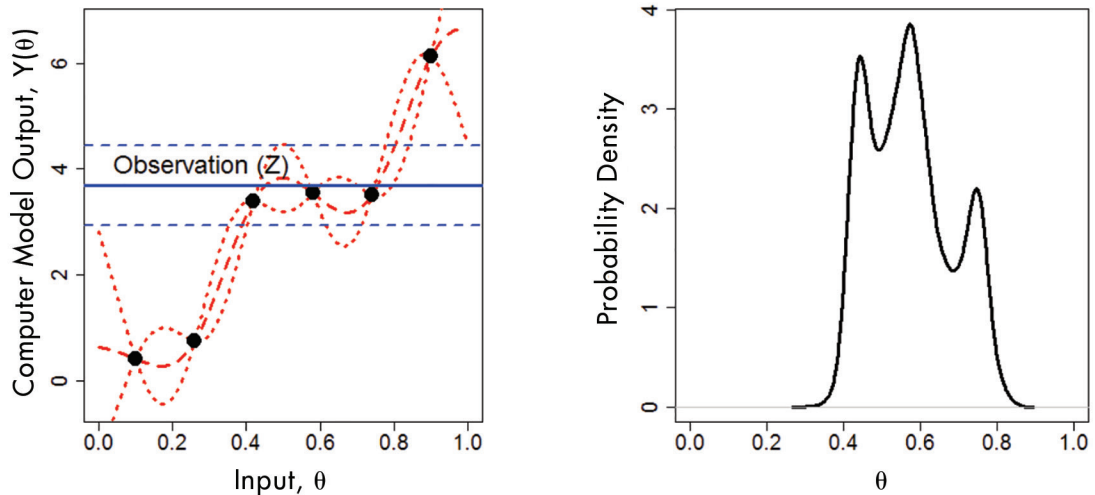 Computer Model Output, Y(θ)
6
4
2
0
Observation (Z)
0.0 0.2 0.4 0.6 0.8 1.0
Input, θ
Probability Density
4
3
2
1
0
0.0 0.2 0.4 0.6 0.8 1.0
θ